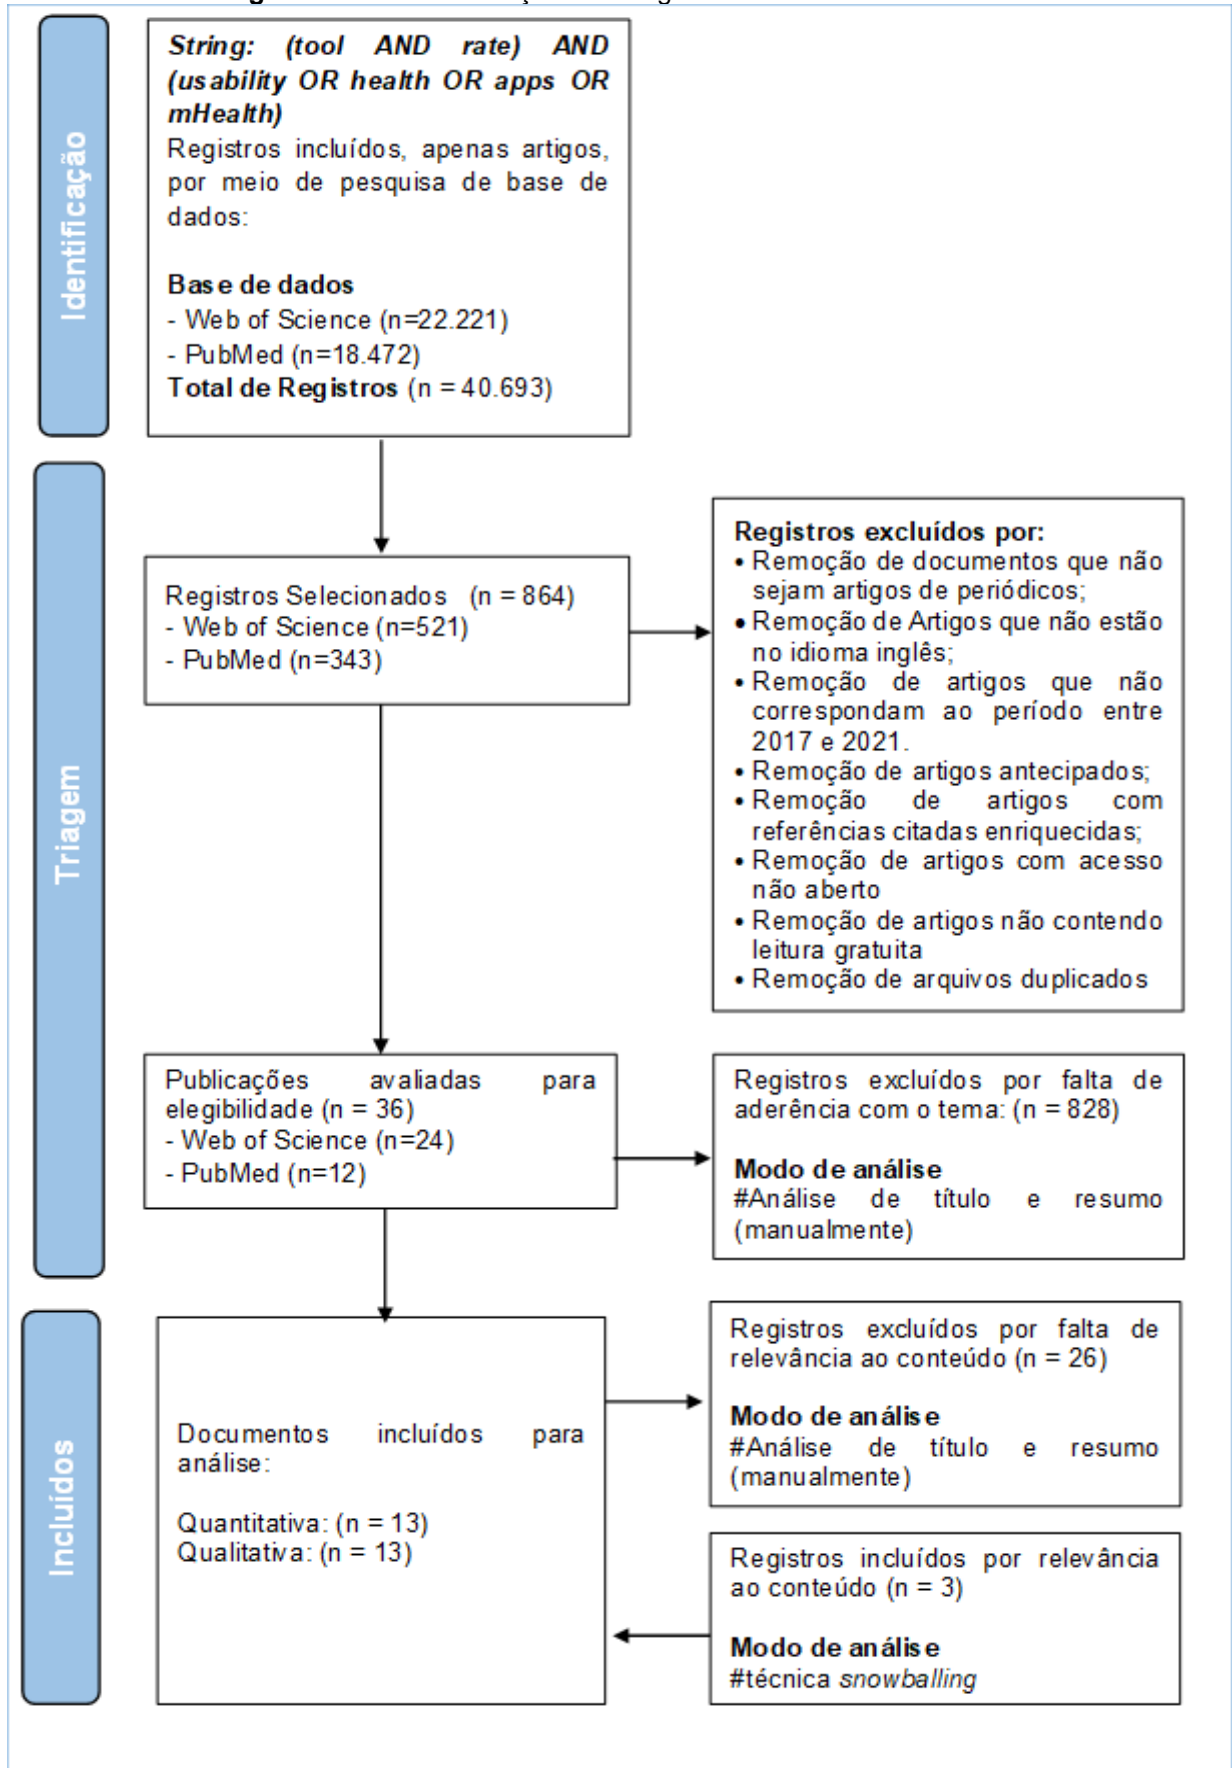 Identificação
String: (tool AND rate) AND
(usability OR health OR apps OR
mHealth)
Registros incluídos, apenas artigos,
por meio de pesquisa de base de
dados:
Base de dados
- Web of Science (n=22.221)
- PubMed (n=18.472)
Total de Registros (n = 40.693)
Triagem
Registros Selecionados (n = 864)
- Web of Science (n=521)
- PubMed (n=343)
Registros excluídos por:
• Remoção de documentos que não
sejam artigos de periódicos;
• Remoção de Artigos que não estão
no idioma inglês;
• Remoção de artigos que não
correspondam ao período entre
2017 e 2021.
• Remoção de artigos antecipados;
• Remoção de artigos com
referências citadas enriquecidas;
• Remoção de artigos com acesso
não aberto
• Remoção de artigos não contendo
leitura gratuita
• Remoção de arquivos duplicados
Publicações avaliadas para
elegibilidade (n = 36)
- Web of Science (n=24)
- PubMed (n=12)
Registros excluídos por falta de
aderência com o tema: (n = 828)
Modo de análise
#Análise de título e resumo
(manualmente)
Incluídos
Documentos incluídos para
análise:
Quantitativa: (n = 13)
Qualitativa: (n = 13)
Registros excluídos por falta de
relevância ao conteúdo (n = 26)
Modo de análise
#Análise de título e resumo
(manualmente)
Registros incluídos por relevância
ao conteúdo (n = 3)
Modo de análise
#técnica snowballing